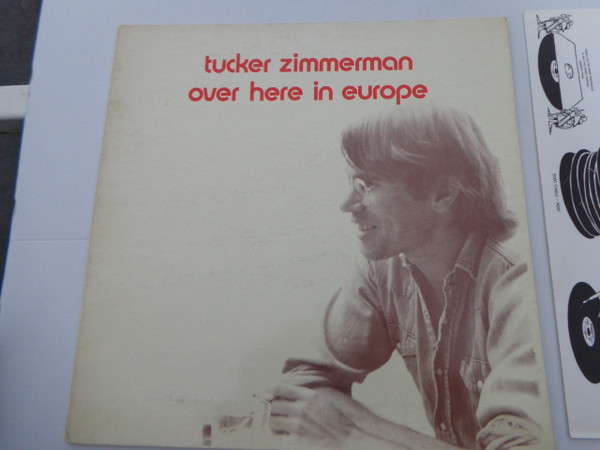 tucker zimmerman
over here in europe